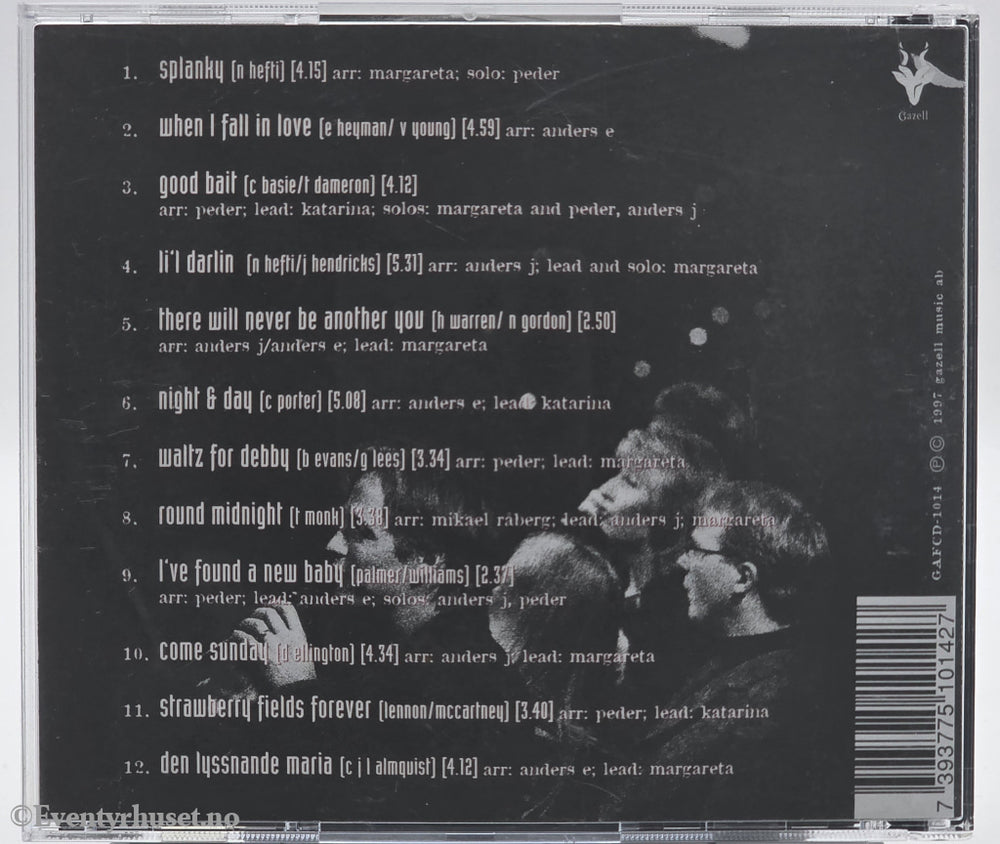 1. splanky (n hefti) [4.15] arr: margareta; solo: peder
2. when I fall in love (e heyman/ v young) [4.59] arr: anders e
3. good bait (c basie/t dameron) [4.12]
arr: peder; lead: katarina; solos: margareta and peder, anders j
4. li'l darlin (n hefti/j hendricks) [5.31] arr: anders j; lead and solo: margareta
5. there will never be another you (h warren/ n gordon) [2.50]
arr: anders j/anders e; lead: margareta
6. night & day (c porter) [5.08] arr: anders e; lead: katarina
7. waltz for debby (b evans/g lees) [3.34] arr: peder; lead: margareta
8. round midnight (t monk) [3.38] arr: mikael råberg; lead: anders j; margareta
9. I've found a new baby (palmer/williams) [2.37]
arr: peder; lead: anders e; solos: anders j, peder
10. come sunday (d ellington) [4.34] arr: anders j; lead: margareta
11. strawberry fields forever (lennon/mccartney) [3.40] arr: peder; lead: katarina
12. den lyssnande maria (c j l almquist) [4.12] arr: anders e; lead: margareta
Gazell
GAFCD-1014 ℗ © 1997 gazell music ab
7 393775 101427
©Eventyrhuset.no